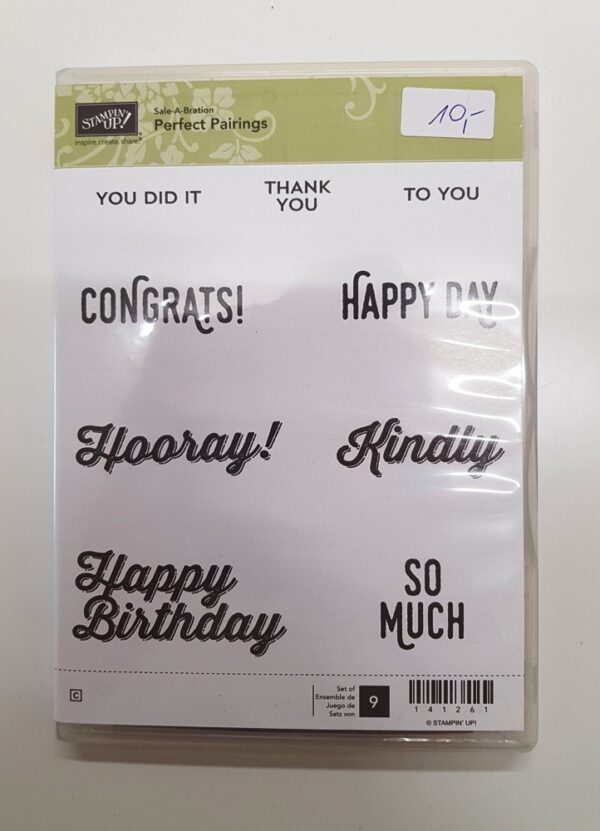 STAMPIN' UP!
inspire. create. share.
Sale-A-Bration
Perfect Pairings
10,-
YOU DID IT
THANK
YOU
TO YOU
CONGRATS!
HAPPY DAY
Hooray!
Kindly
Happy
Birthday
SO
MUCH
C
Set of
Ensemble de
Juego de
Satz von
9
141261
© STAMPIN' UP!